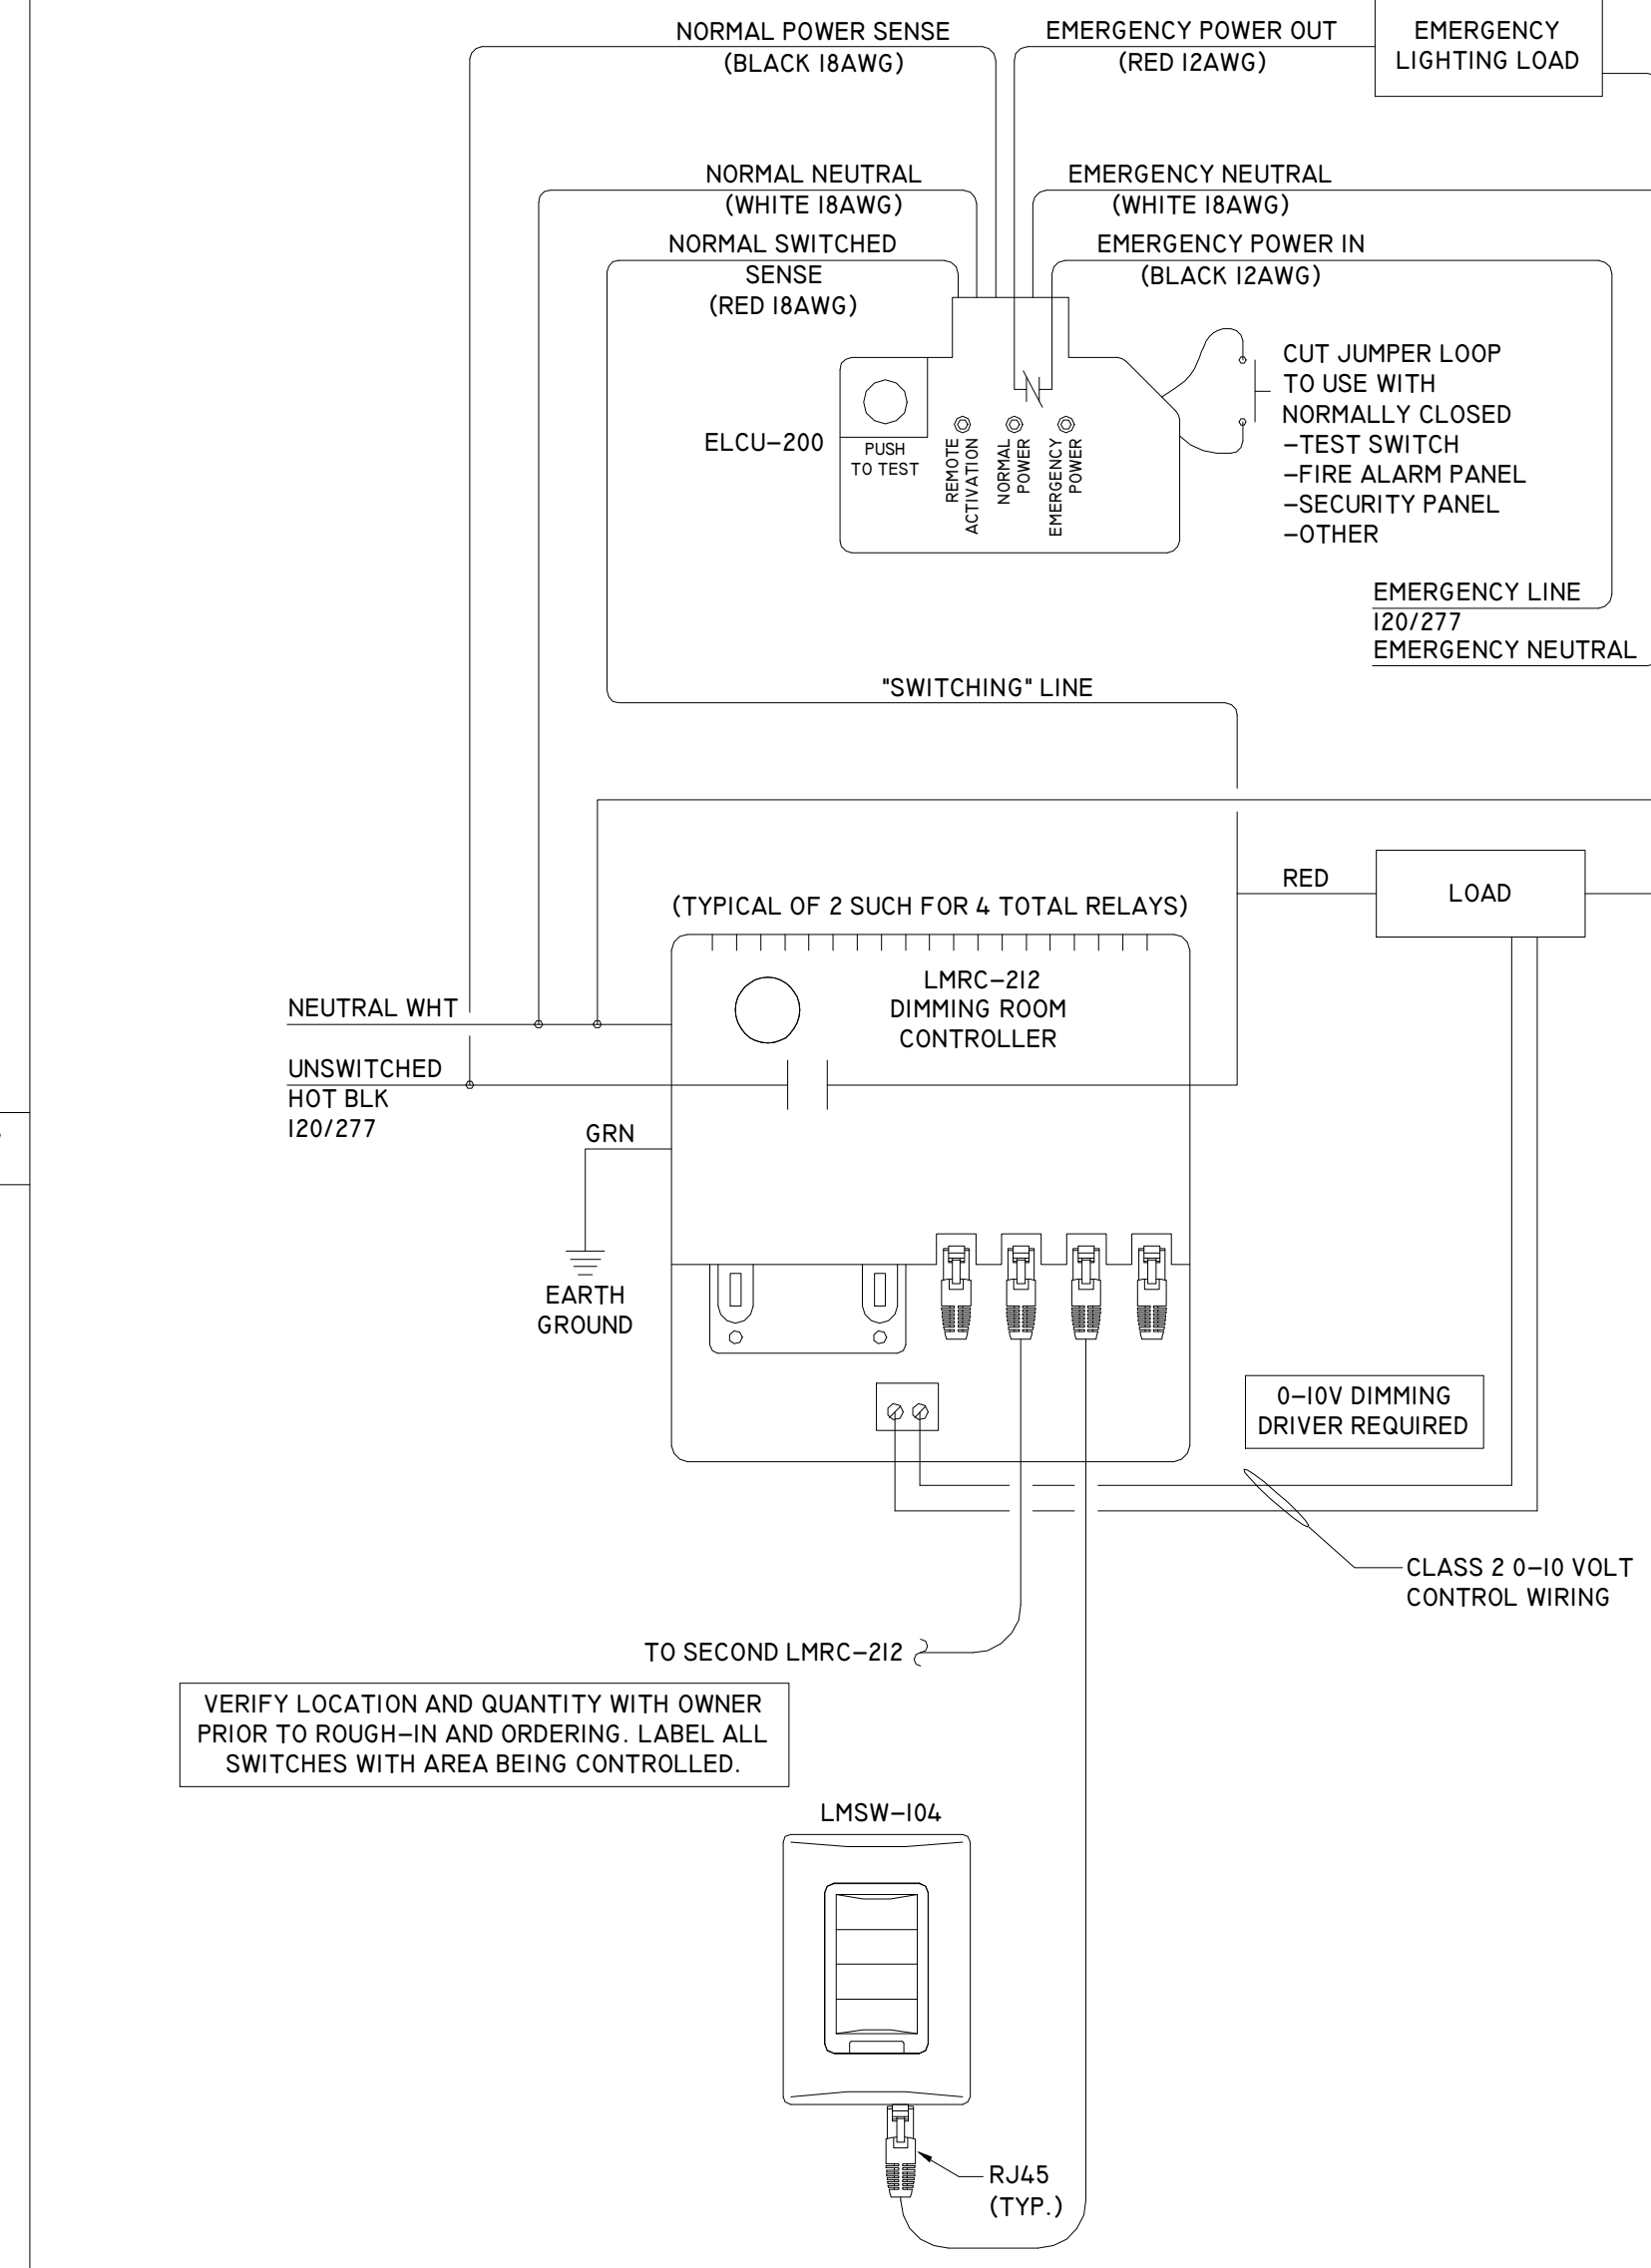 NORMAL POWER SENSE
(BLACK 18AWG)
EMERGENCY POWER OUT
(RED 12AWG)
EMERGENCY
LIGHTING LOAD
NORMAL NEUTRAL
(WHITE 18AWG)
EMERGENCY NEUTRAL
(WHITE 18AWG)
NORMAL SWITCHED
SENSE
(RED 18AWG)
EMERGENCY POWER IN
(BLACK 12AWG)
CUT JUMPER LOOP
TO USE WITH
NORMALLY CLOSED
-TEST SWITCH
-FIRE ALARM PANEL
-SECURITY PANEL
-OTHER
ELCU-200
PUSH
TO TEST
REMOTE
ACTIVATION
NORMAL
POWER
EMERGENCY
POWER
EMERGENCY LINE
120/277
EMERGENCY NEUTRAL
"SWITCHING" LINE
RED
LOAD
(TYPICAL OF 2 SUCH FOR 4 TOTAL RELAYS)
LMRC-212
DIMMING ROOM
CONTROLLER
NEUTRAL WHT
UNSWITCHED
HOT BLK
120/277
GRN
EARTH
GROUND
0-10V DIMMING
DRIVER REQUIRED
CLASS 2 0-10 VOLT
CONTROL WIRING
TO SECOND LMRC-212
VERIFY LOCATION AND QUANTITY WITH OWNER
PRIOR TO ROUGH-IN AND ORDERING. LABEL ALL
SWITCHES WITH AREA BEING CONTROLLED.
LMSW-104
RJ45
(TYP.)